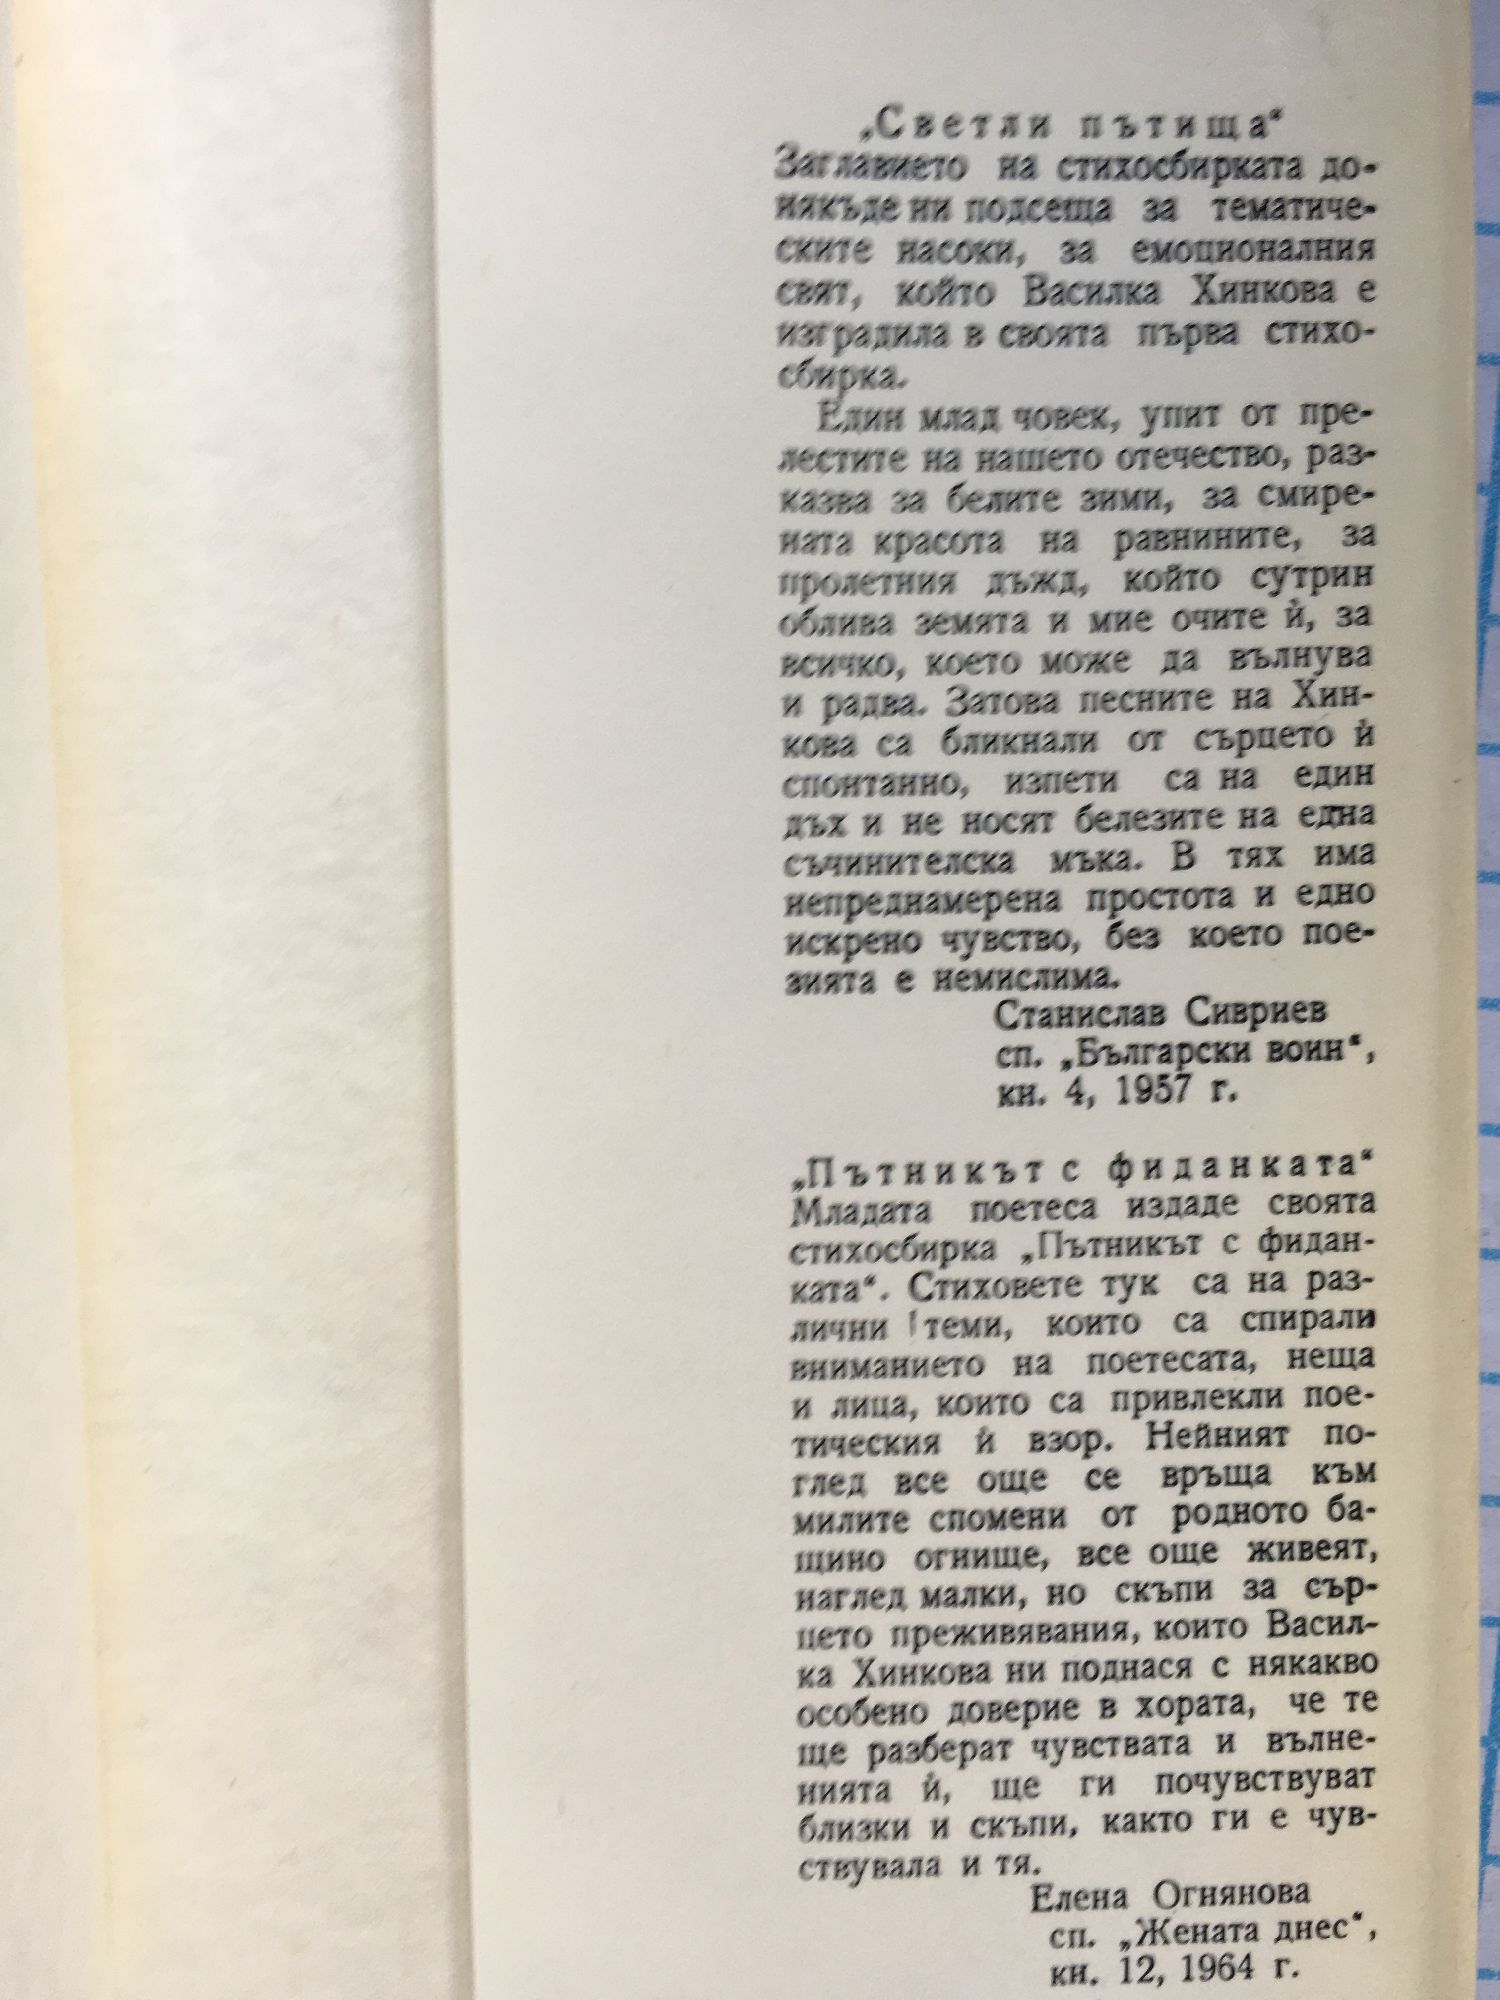 „Светли пътища“
Заглавието на стихосбирката до-
някъде ни подсеща за тематиче-
ските насоки, за емоционалния
свят, който Василка Хинкова е
изградила в своята първа стихо-
сбирка.
Един млад човек, упит от пре-
лестите на нашето отечество, раз-
казва за белите зими, за смире-
ната красота на равнините, за
пролетния дъжд, който сутрин
облива земята и мие очите ѝ, за
всичко, което може да вълнува
и радва. Затова песните на Хин-
кова са бликнали от сърцето ѝ
спонтанно, изпети са на един
дъх и не носят белезите на една
съчинителска мъка. В тях има
непреднамерена простота и едно
искрено чувство, без което пое-
зията е немислима.
Станислав Сивриев
сп. „Български воин“,
кн. 4, 1957 г.
„Пътникът с фиданката“
Младата поетеса издаде своята
стихосбирка „Пътникът с фидан-
ката“. Стиховете тук са на раз-
лични теми, които са спирали
вниманието на поетесата, неща
и лица, които са привлекли пое-
тическия ѝ взор. Нейният по-
глед все още се връща към
милите спомени от родното ба-
щино огнище, все още живеят,
наглед малки, но скъпи за сър-
цето преживявания, които Васил-
ка Хинкова ни поднася с някакво
особено доверие в хората, че те
ще разберат чувствата и вълне-
нията ѝ, ще ги почувствуват
близки и скъпи, както ги е чув-
ствувала и тя.
Елена Огнянова
сп. „Жената днес“,
кн. 12, 1964 г.